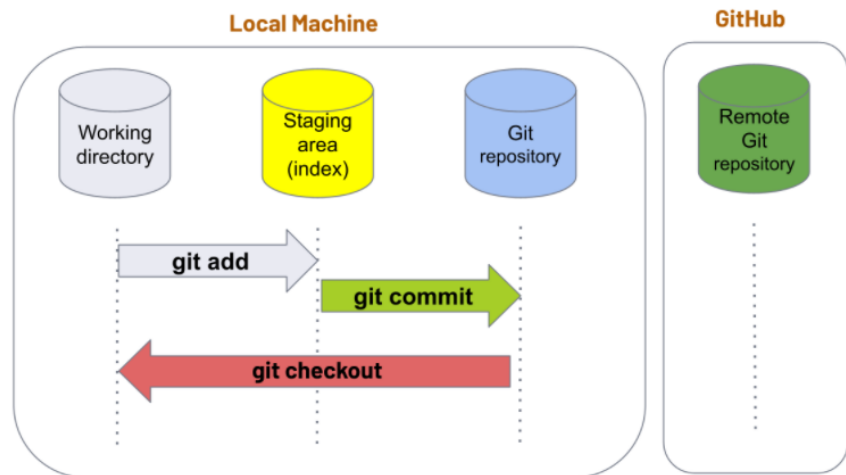 Local Machine
GitHub
Working
directory
Staging
area
(index)
Git
repository
Remote
Git
repository
git add
git commit
git checkout